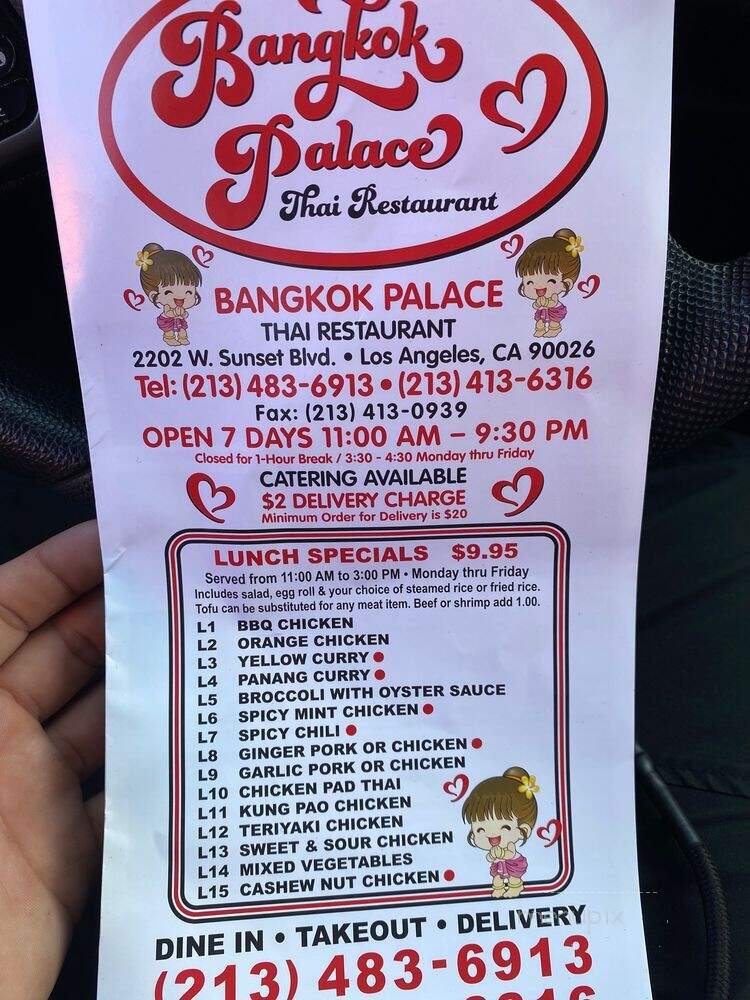 Bangkok
Palace
Thai Restaurant
BANGKOK PALACE
THAI RESTAURANT
2202 W. Sunset Blvd. • Los Angeles, CA 90026
Tel: (213) 483-6913 • (213) 413-6316
Fax: (213) 413-0939
OPEN 7 DAYS 11:00 AM – 9:30 PM
Closed for 1-Hour Break / 3:30 - 4:30 Monday thru Friday
CATERING AVAILABLE
$2 DELIVERY CHARGE
Minimum Order for Delivery is $20
LUNCH SPECIALS $9.95
Served from 11:00 AM to 3:00 PM • Monday thru Friday
Includes salad, egg roll & your choice of steamed rice or fried rice.
Tofu can be substituted for any meat item. Beef or shrimp add 1.00.
L1 BBQ CHICKEN
L2 ORANGE CHICKEN
L3 YELLOW CURRY
L4 PANANG CURRY
L5 BROCCOLI WITH OYSTER SAUCE
L6 SPICY MINT CHICKEN
L7 SPICY CHILI
L8 GINGER PORK OR CHICKEN
L9 GARLIC PORK OR CHICKEN
L10 CHICKEN PAD THAI
L11 KUNG PAO CHICKEN
L12 TERIYAKI CHICKEN
L13 SWEET & SOUR CHICKEN
L14 MIXED VEGETABLES
L15 CASHEW NUT CHICKEN
DINE IN • TAKEOUT • DELIVERY
(213) 483-6913